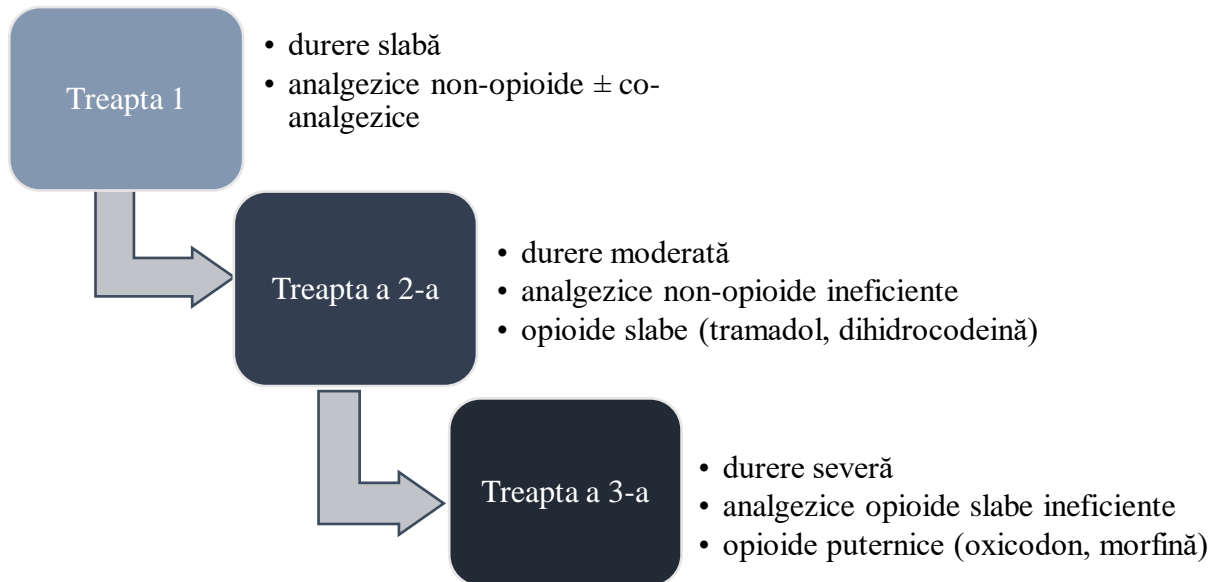 Treapta 1
• durere slabă
• analgezice non-opioide ± co-
analgezice
Treapta a 2-a
• durere moderată
• analgezice non-opioide ineficiente
• opioide slabe (tramadol, dihidrocodeină)
Treapta a 3-a
• durere severă
• analgezice opioide slabe ineficiente
• opioide puternice (oxicodon, morfină)